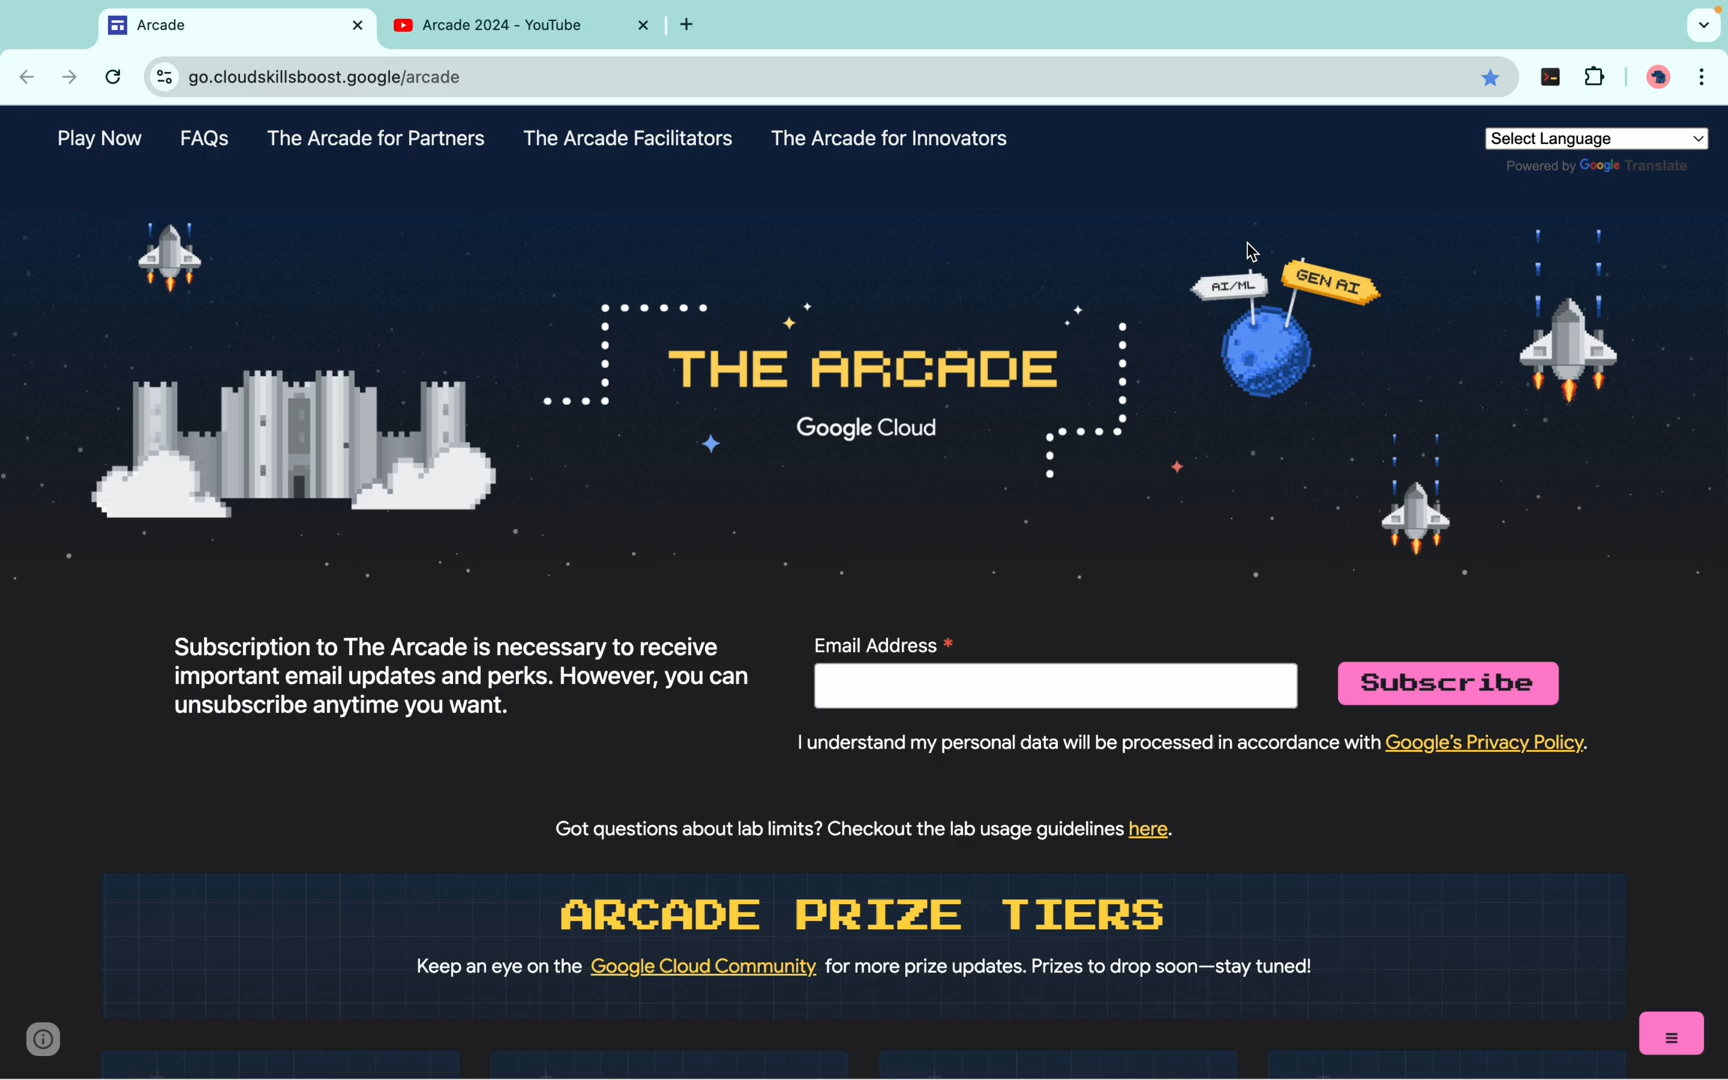 Arcade
Arcade 2024 - YouTube
go.cloudskillsboost.google/arcade
Play Now
FAQs
The Arcade for Partners
The Arcade Facilitators
The Arcade for Innovators
Select Language
Powered by Google Translate
AI/ML
GEN AI
THE ARCADE
Google Cloud
Subscription to The Arcade is necessary to receive
important email updates and perks. However, you can
unsubscribe anytime you want.
Email Address *
Subscribe
I understand my personal data will be processed in accordance with Google's Privacy Policy.
Got questions about lab limits? Checkout the lab usage guidelines here.
ARCADE PRIZE TIERS
Keep an eye on the Google Cloud Community for more prize updates. Prizes to drop soon—stay tuned!